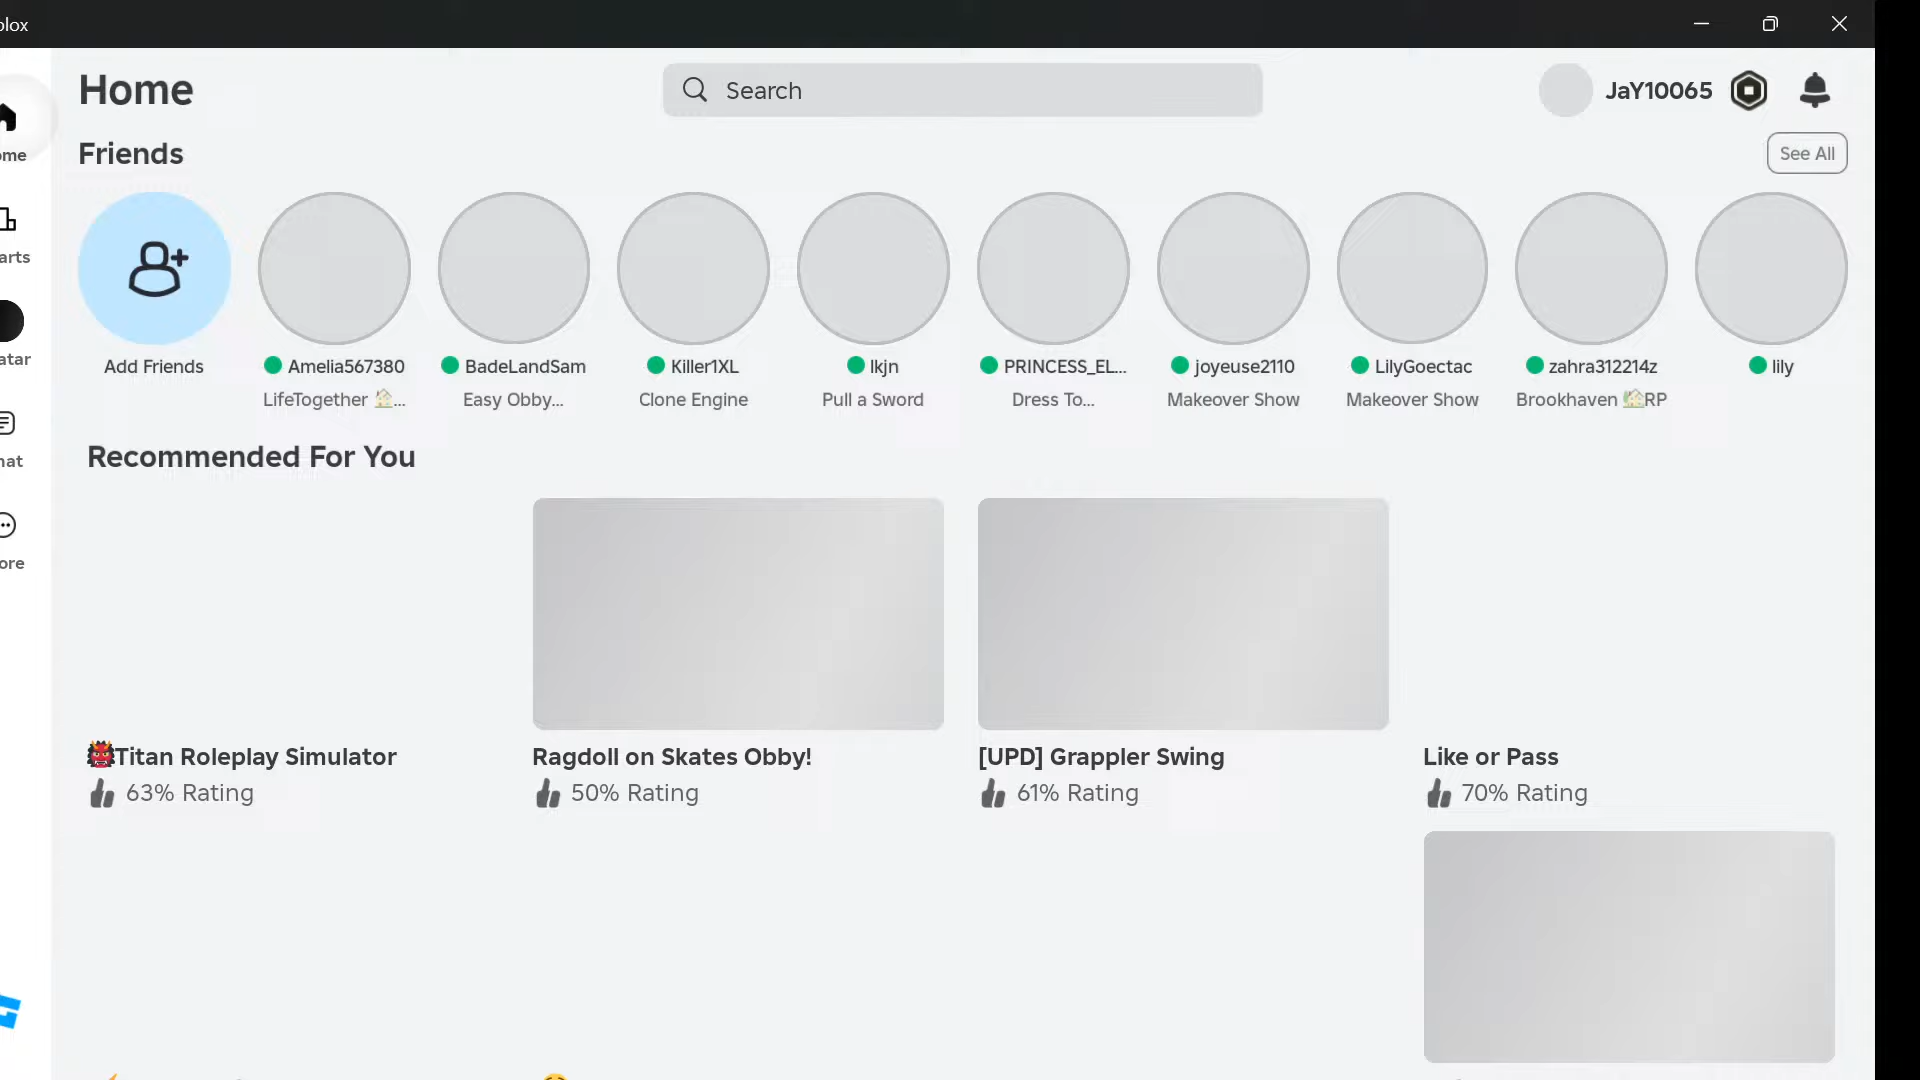 blox
Home
Search
JaY10065
ome
Friends
See All
arts
atar
Add Friends
Amelia567380
BadeLandSam
Killer1XL
lkjn
PRINCESS_EL...
joyeuse2110
LilyGoectac
zahra312214z
lily
LifeTogether 🏠...
Easy Obby...
Clone Engine
Pull a Sword
Dress To...
Makeover Show
Makeover Show
Brookhaven 🏡RP
hat
Recommended For You
ore
👹Titan Roleplay Simulator
63% Rating
Ragdoll on Skates Obby!
50% Rating
[UPD] Grappler Swing
61% Rating
Like or Pass
70% Rating